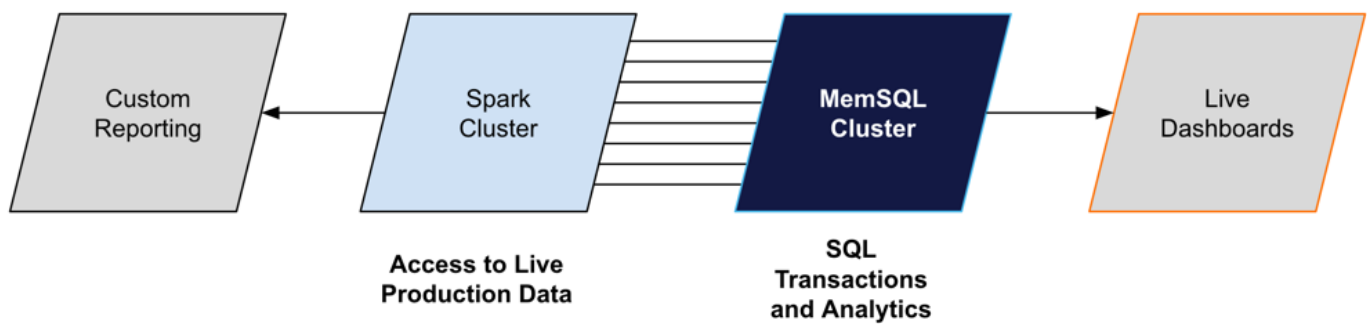 Custom
Reporting
Spark
Cluster
MemSQL
Cluster
Live
Dashboards
Access to Live
Production Data
SQL
Transactions
and Analytics